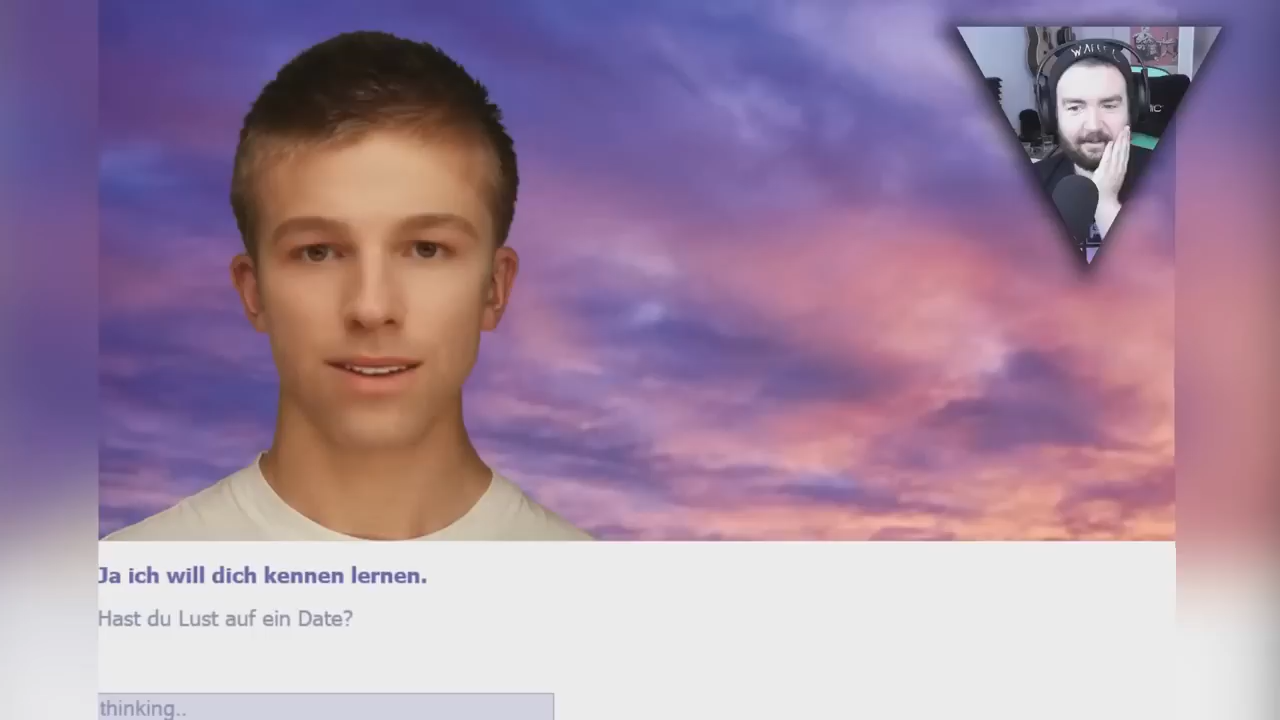 Ja ich will dich kennen lernen.
Hast du Lust auf ein Date?
thinking..